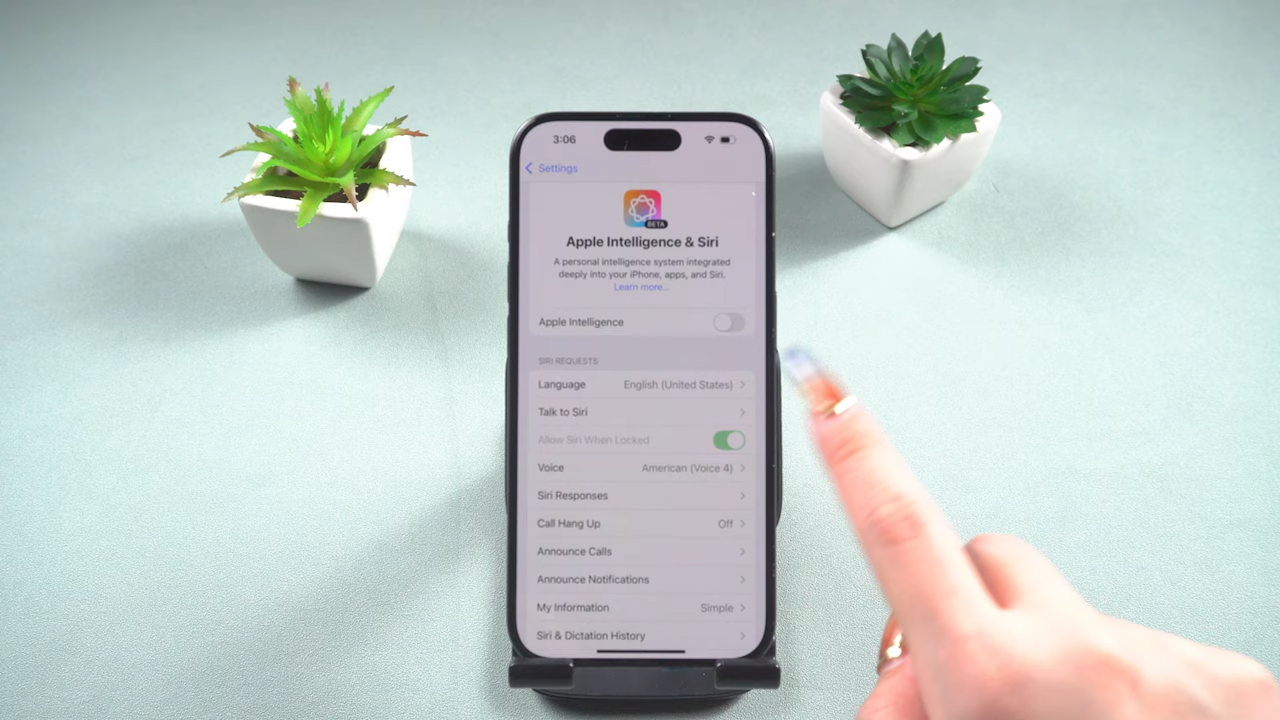 3:06
Settings
BETA
Apple Intelligence & Siri
A personal intelligence system integrated
deeply into your iPhone, apps, and Siri.
Learn more...
Apple Intelligence
SIRI REQUESTS
Language English (United States)
Talk to Siri
Allow Siri When Locked
Voice American (Voice 4)
Siri Responses
Call Hang Up Off
Announce Calls
Announce Notifications
My Information Simple
Siri & Dictation History